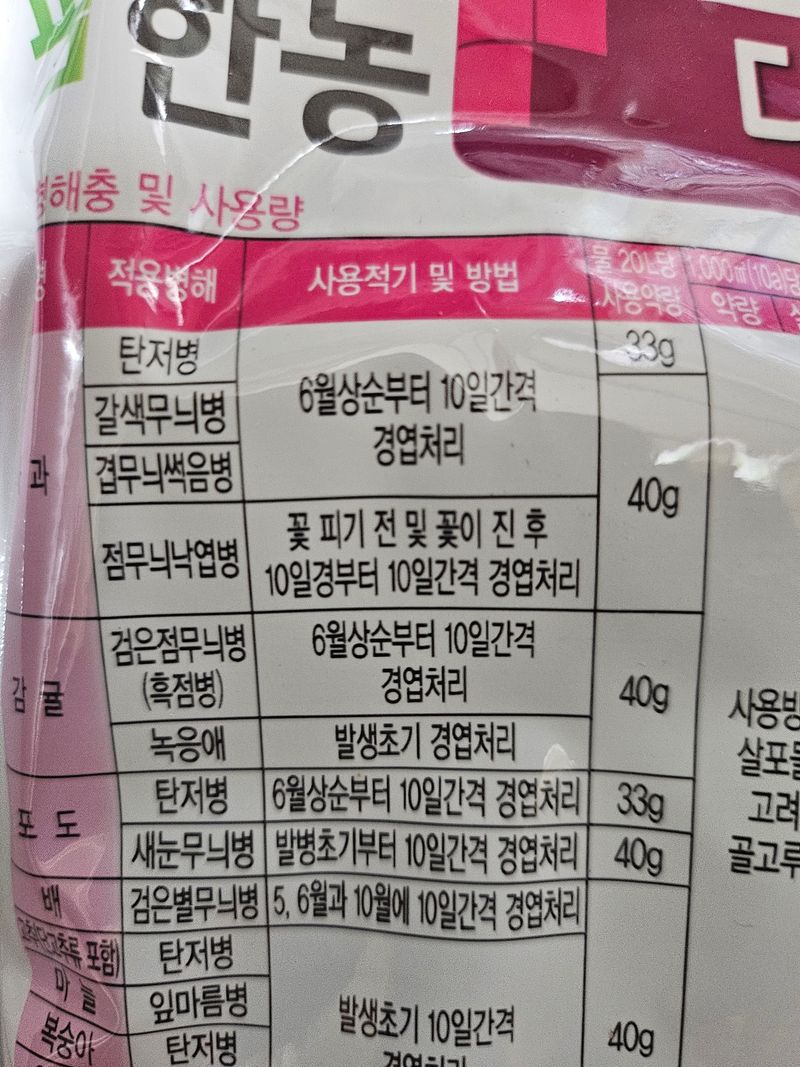 한농
병해충 및 사용량
적용병해 사용적기 및 방법 물 20L당 사용약량 1,000㎡(10a)당 약량
과 탄저병 6월상순부터 10일간격 경엽처리 33g
갈색무늬병 40g
겹무늬썩음병
점무늬낙엽병 꽃 피기 전 및 꽃이 진 후
10일경부터 10일간격 경엽처리
감귤 검은점무늬병 (흑점병) 6월상순부터 10일간격 경엽처리 40g
녹응애 발생초기 경엽처리
포도 탄저병 6월상순부터 10일간격 경엽처리 33g
새눈무늬병 발병초기부터 10일간격 경엽처리 40g
배 검은별무늬병 5, 6월과 10월에 10일간격 경엽처리 40g
고추(단고추류 포함) 탄저병 발생초기 10일간격 경엽처리
마늘 잎마름병
복숭아 탄저병
사용방
살포물
고려
골고루